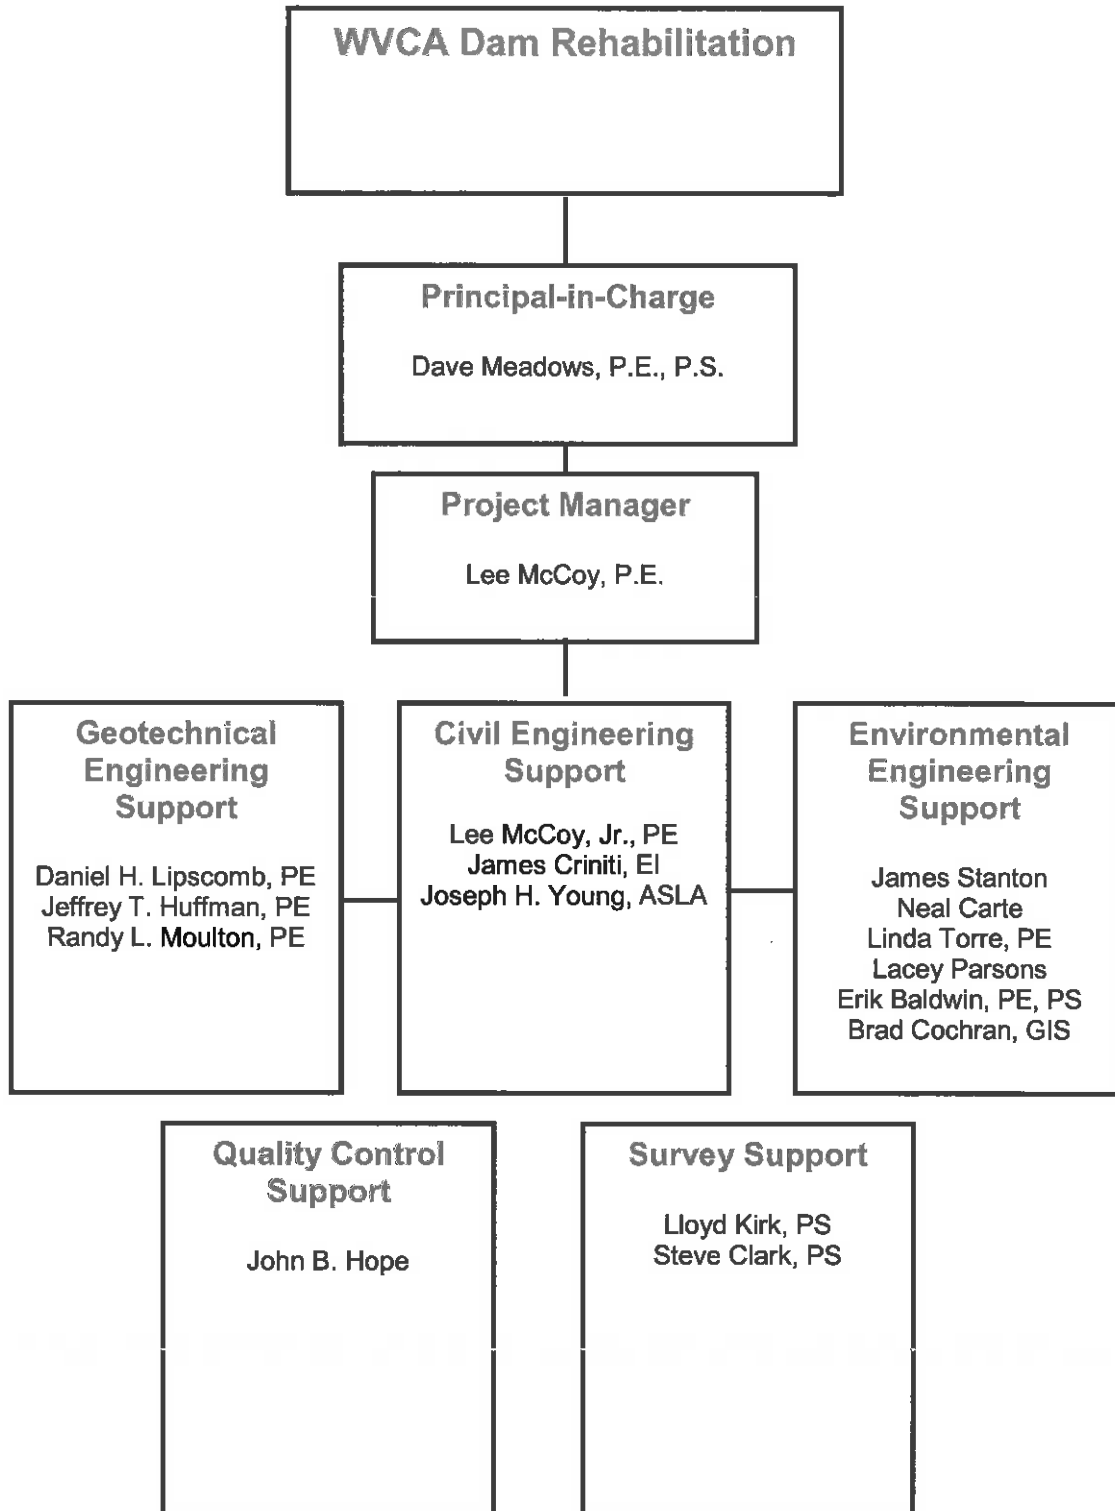 WVCA Dam Rehabilitation
Principal-in-Charge
Dave Meadows, P.E., P.S.
Project Manager
Lee McCoy, P.E.
Geotechnical
Engineering
Support
Daniel H. Lipscomb, PE
Jeffrey T. Huffman, PE
Randy L. Moulton, PE
Civil Engineering
Support
Lee McCoy, Jr., PE
James Criniti, EI
Joseph H. Young, ASLA
Environmental
Engineering
Support
James Stanton
Neal Carte
Linda Torre, PE
Lacey Parsons
Erik Baldwin, PE, PS
Brad Cochran, GIS
Quality Control
Support
John B. Hope
Survey Support
Lloyd Kirk, PS
Steve Clark, PS